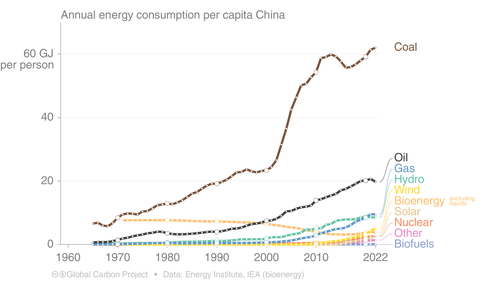 Annual energy consumption per capita China
60 GJ
per person
40
20
0
1960
1970
1980
1990
2000
2010
2022
Coal
Oil
Gas
Hydro
Wind
Bioenergy excluding liquids
Solar
Nuclear
Other
Biofuels
Global Carbon Project • Data: Energy Institute, IEA (bioenergy)